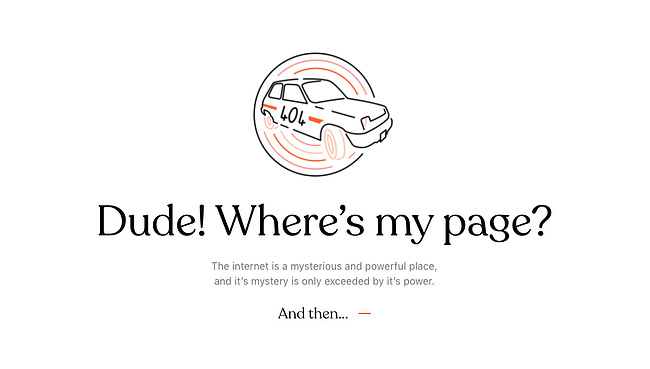 404
Dude! Where’s my page?
The internet is a mysterious and powerful place,
and it’s mystery is only exceeded by it’s power.
And then... —